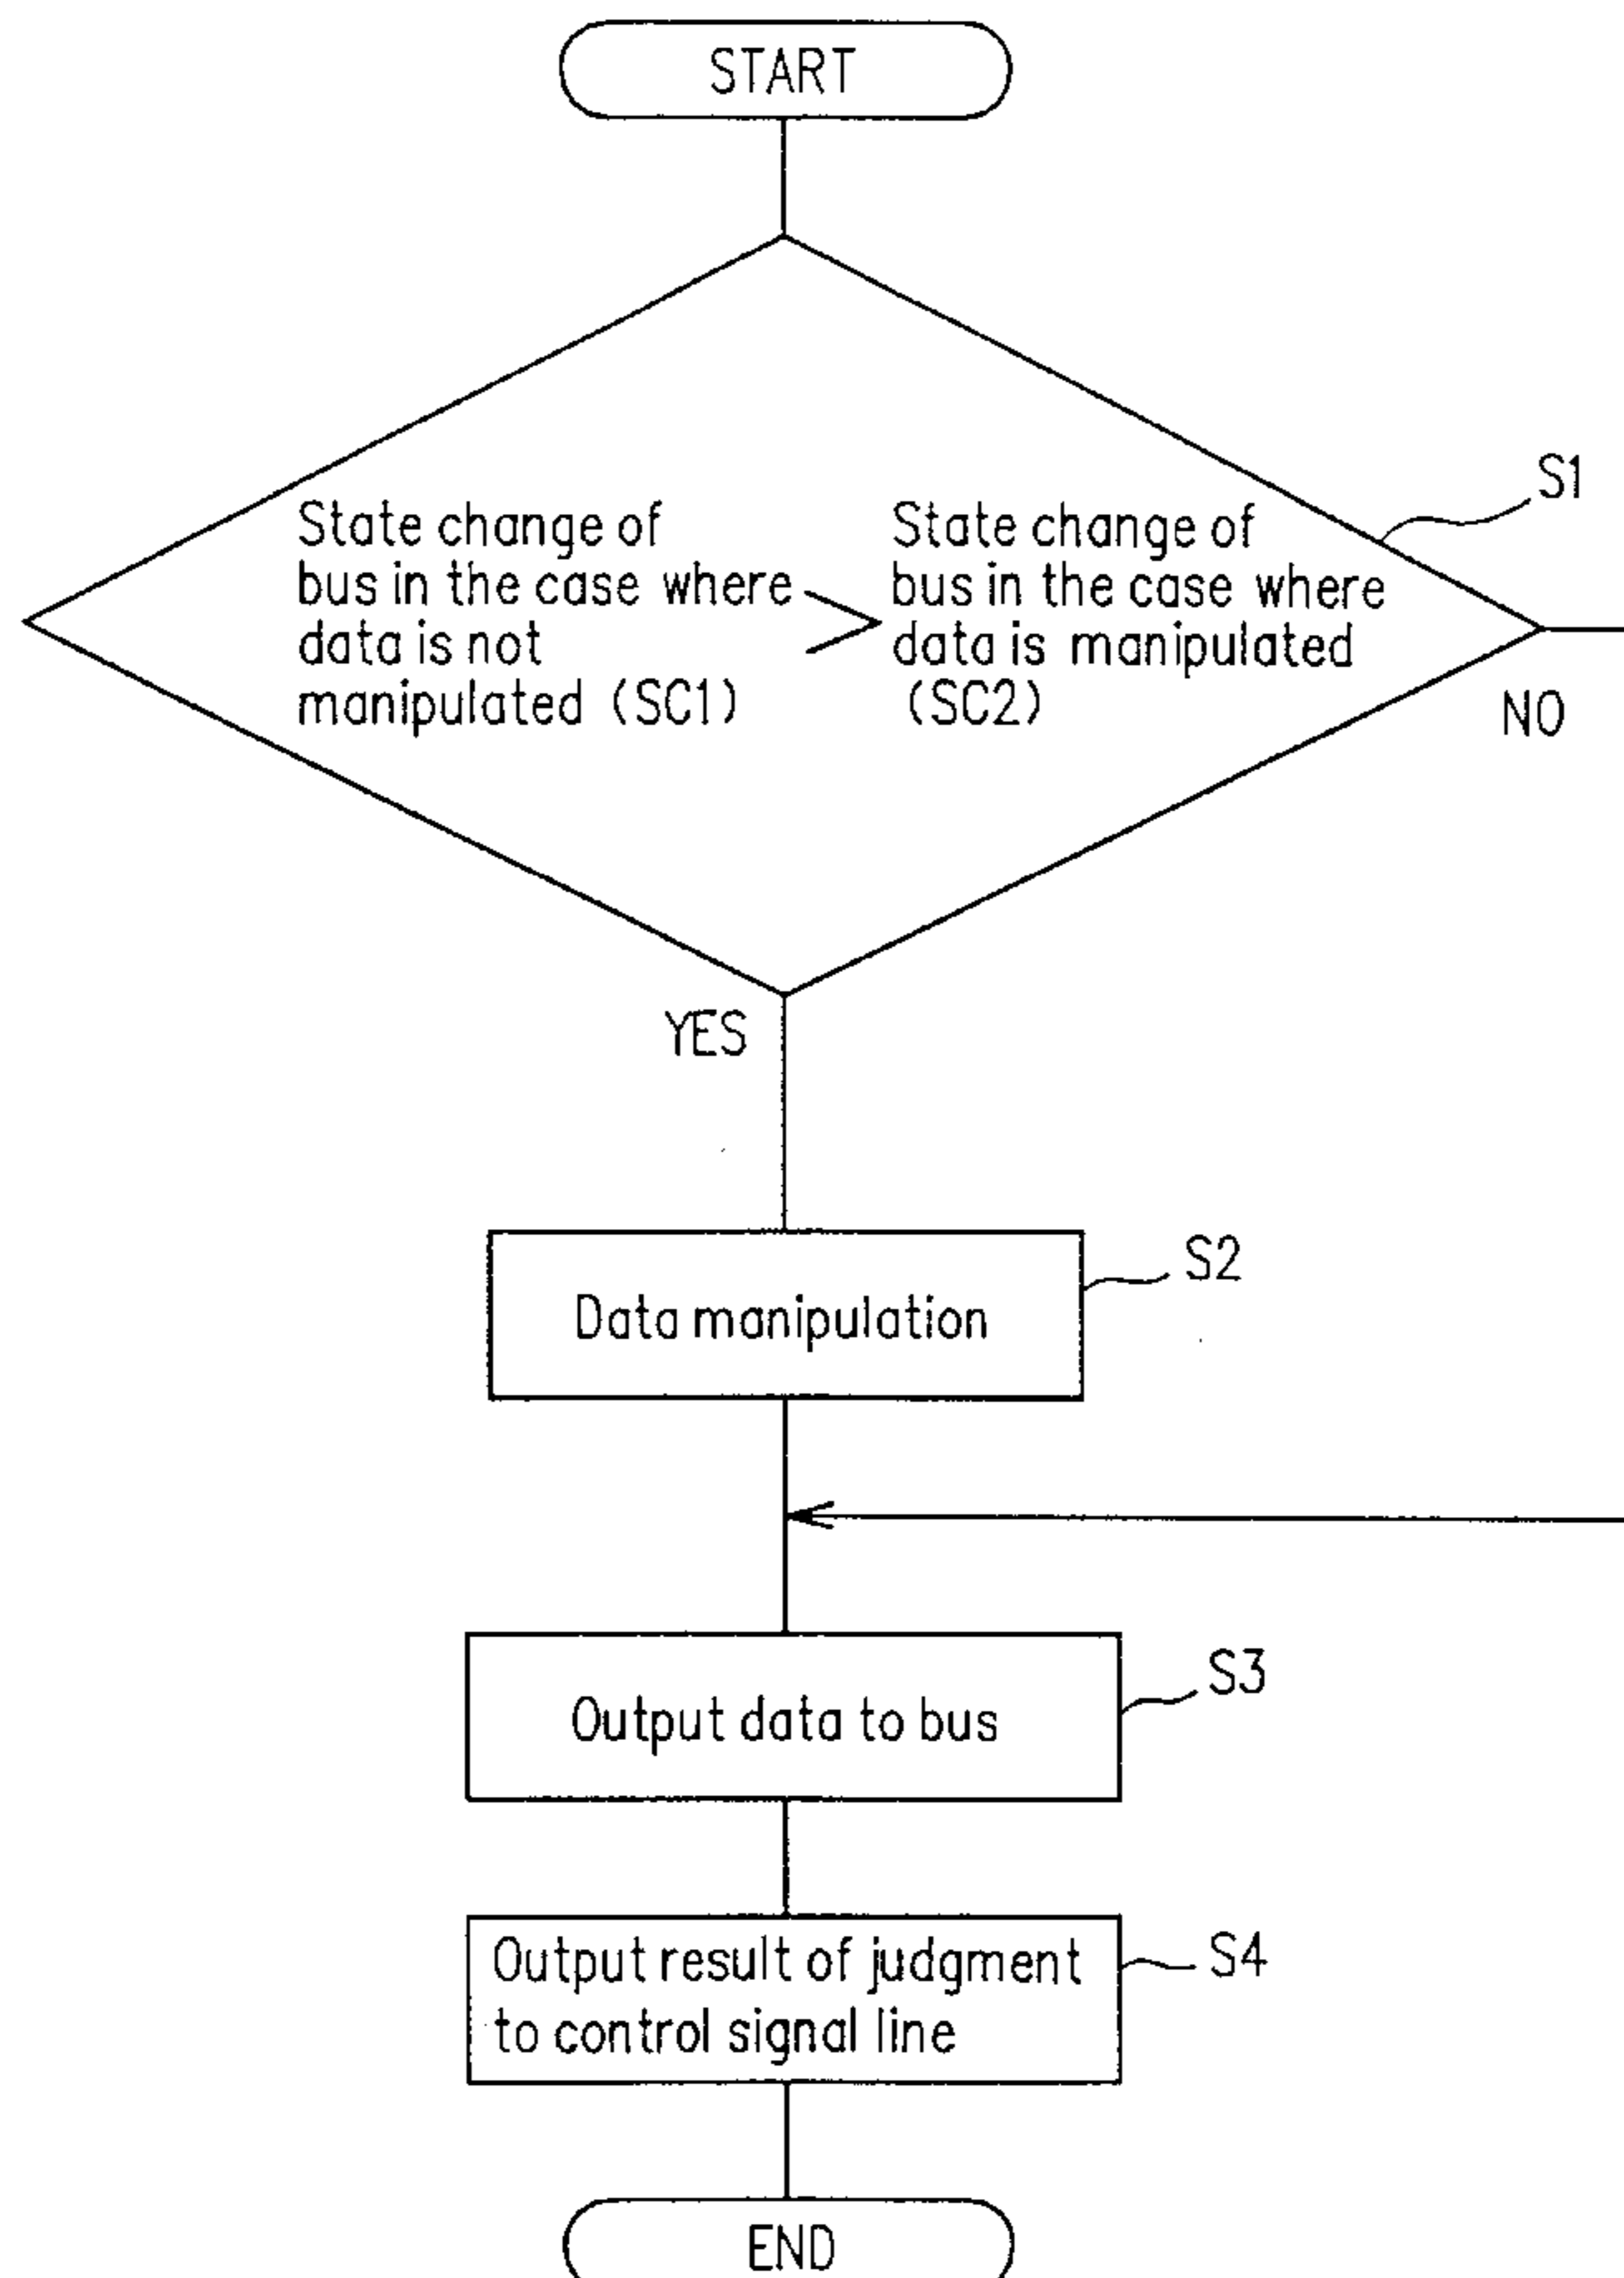 START
State change of
bus in the case where
data is not
manipulated (SC1)
>
State change of
bus in the case where
data is manipulated
(SC2)
S1
NO
YES
Data manipulation
S2
Output data to bus
S3
Output result of judgment
to control signal line
S4
END